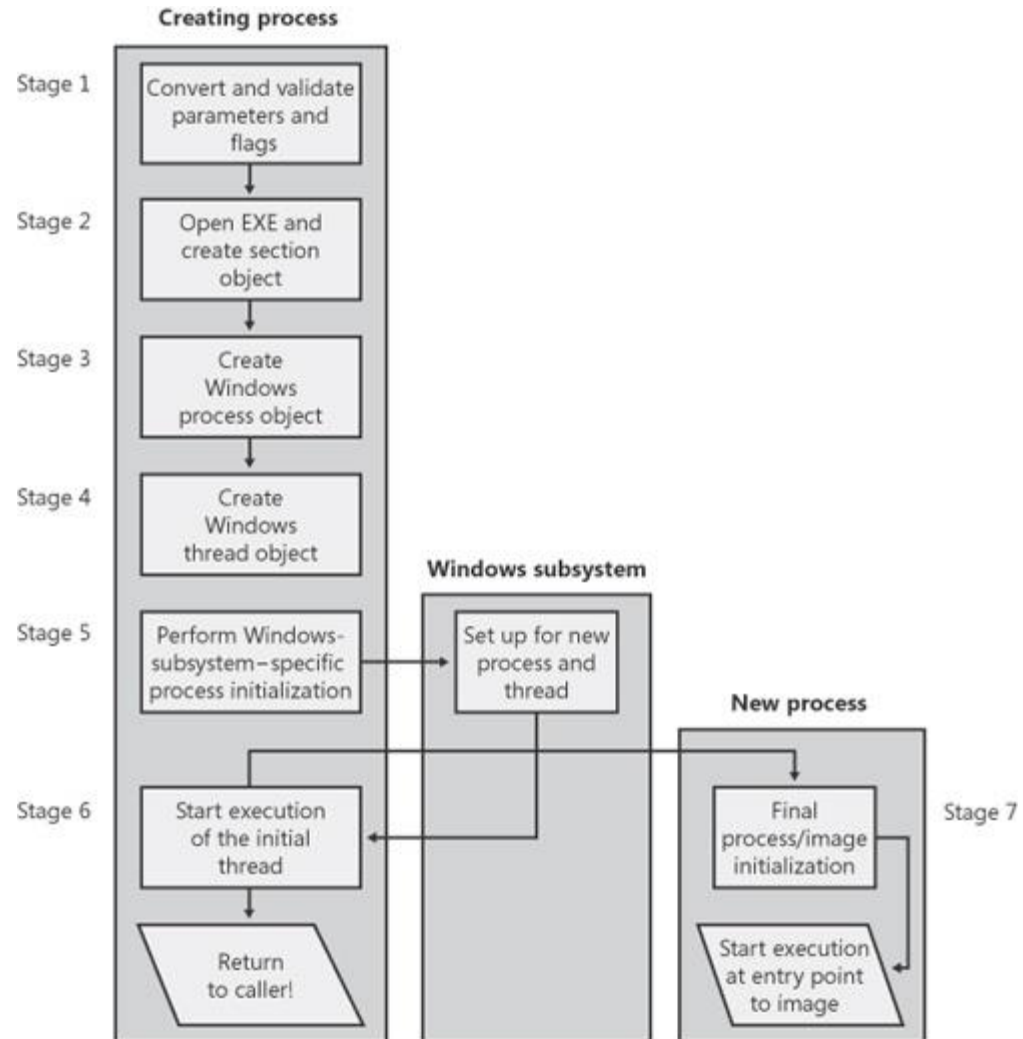 Creating process
Stage 1
Convert and validate
parameters and
flags
Stage 2
Open EXE and
create section
object
Stage 3
Create
Windows
process object
Stage 4
Create
Windows
thread object
Windows subsystem
Stage 5
Perform Windows-
subsystem–specific
process initialization
Set up for new
process and
thread
New process
Stage 6
Start execution
of the initial
thread
Final
process/image
initialization
Stage 7
Return
to caller!
Start execution
at entry point
to image